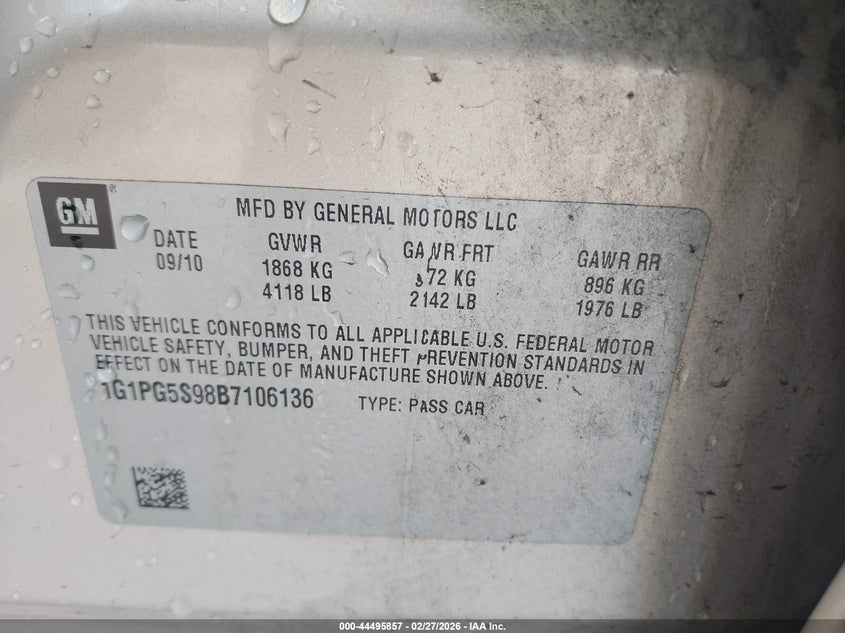 GM
MFD BY GENERAL MOTORS LLC
DATE GVWR GAWR FRT GAWR RR
09/10 1868 KG 72 KG 896 KG
4118 LB 2142 LB 1976 LB
THIS VEHICLE CONFORMS TO ALL APPLICABLE U.S. FEDERAL MOTOR
VEHICLE SAFETY, BUMPER, AND THEFT PREVENTION STANDARDS IN
EFFECT ON THE DATE OF MANUFACTURE SHOWN ABOVE.
1G1PG5S98B7106136 TYPE: PASS CAR
000-44495857 / 02/27/2026 - IAA Inc.